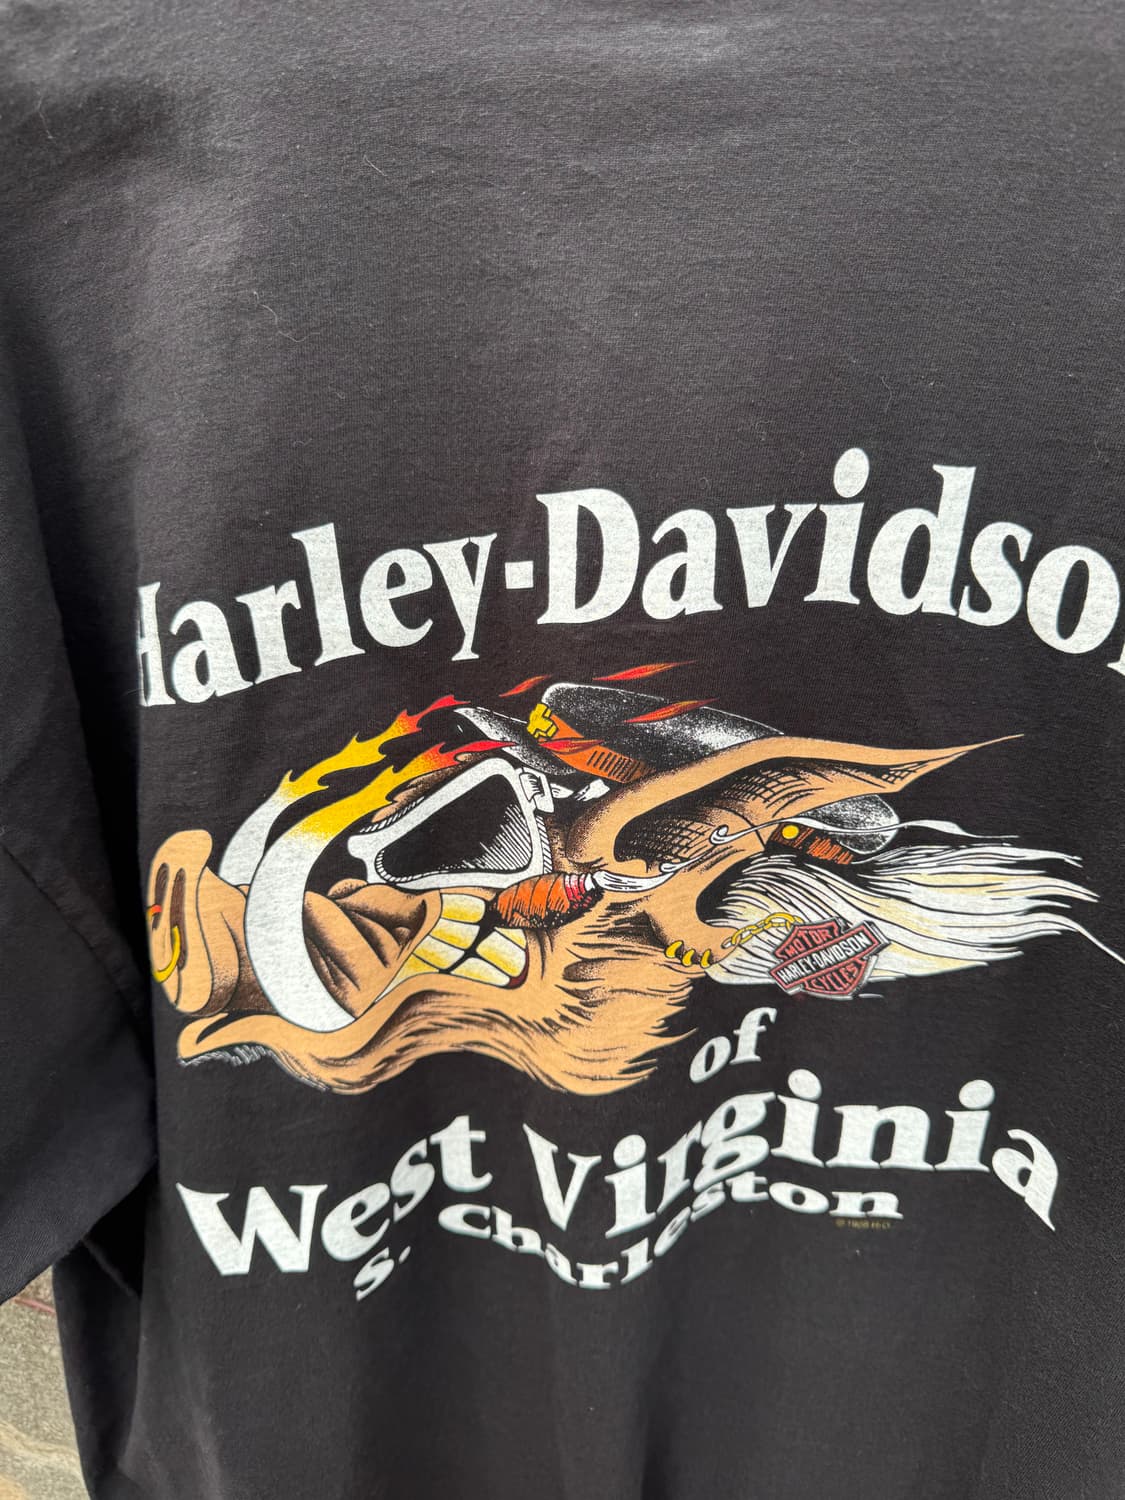 Harley-Davidson
MOTOR
HARLEY-DAVIDSON
CYCLES
of
West Virginia
S. Charleston